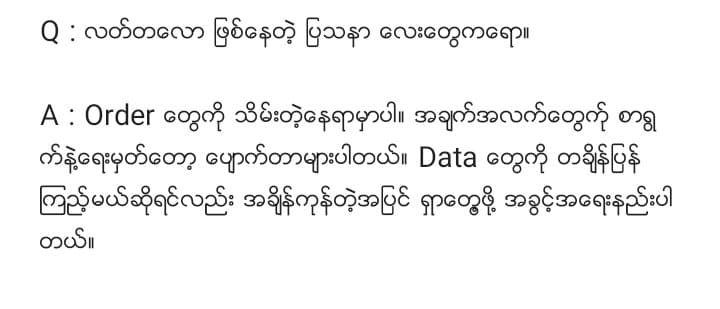 Q : လတ်တလော ဖြစ်နေတဲ့ ပြသနာ လေးတွေကရော။
A : Order တွေကို သိမ်းတဲ့နေရာမှာပါ။ အချက်အလက်တွေကို် စာရွ
က်နဲ့ရေးမှတ်တော့ ပျောက်တာများပါတယ်။ Data တွေကို တချိန်ပြန်
ကြည့်မယ်ဆိုရင်လည်း အချိန်ကုန်တဲ့အပြင် ရှာတွေ့ဖို့ အခွင့်အရေးနည်းပါ
တယ်။